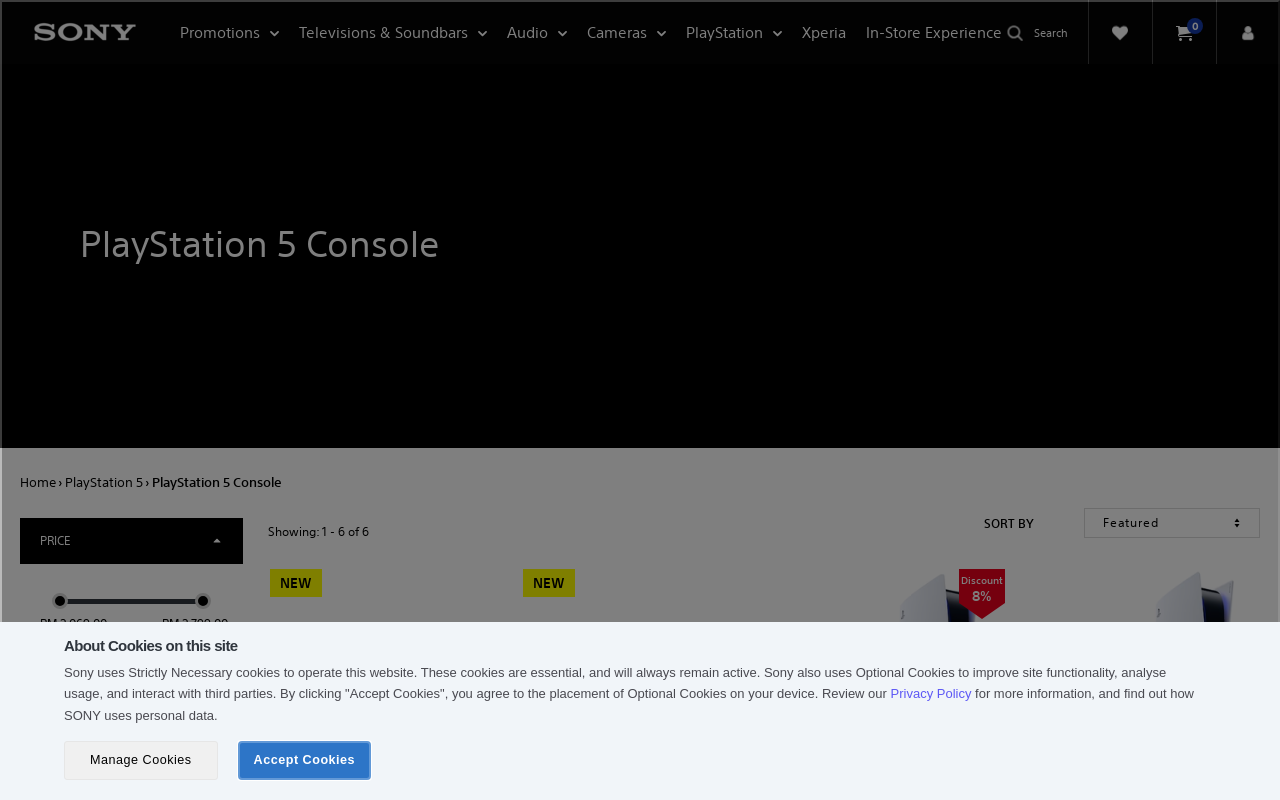 SONY
Promotions
Televisions & Soundbars
Audio
Cameras
PlayStation
Xperia
In-Store Experience
Search
0
PlayStation 5 Console
Home › PlayStation 5 › PlayStation 5 Console
PRICE
Showing: 1 - 6 of 6
SORT BY
Featured
NEW
NEW
Discount
8%
About Cookies on this site
Sony uses Strictly Necessary cookies to operate this website. These cookies are essential, and will always remain active. Sony also uses Optional Cookies to improve site functionality, analyse
usage, and interact with third parties. By clicking "Accept Cookies", you agree to the placement of Optional Cookies on your device. Review our Privacy Policy for more information, and find out how
SONY uses personal data.
Manage Cookies
Accept Cookies